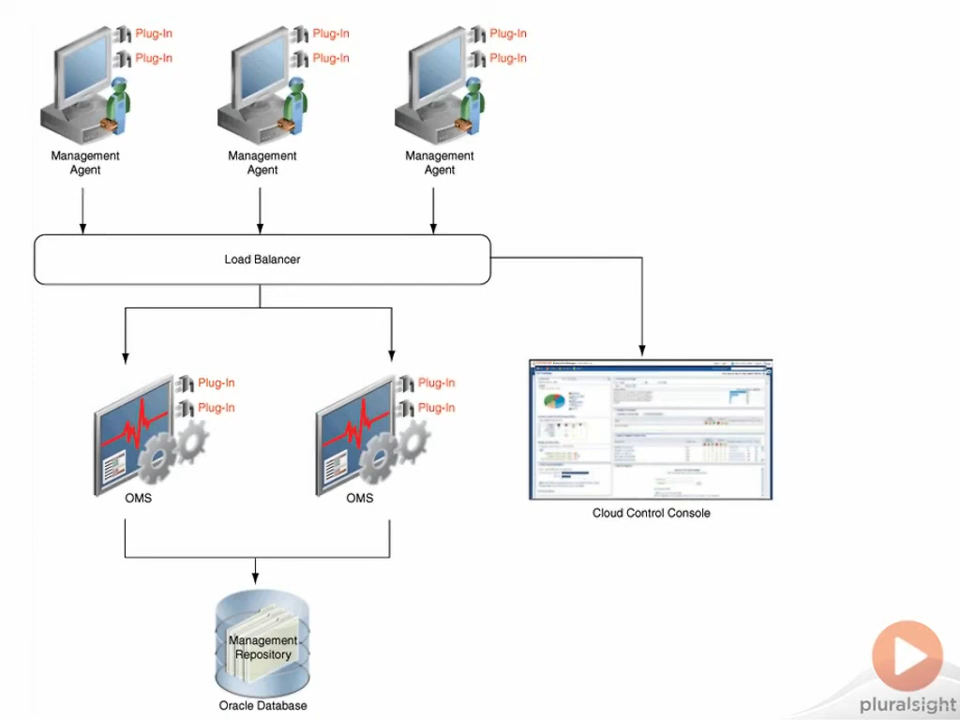 Plug-In
Plug-In
Plug-In
Plug-In
Plug-In
Plug-In
Management
Agent
Management
Agent
Management
Agent
Load Balancer
Plug-In
Plug-In
Plug-In
Plug-In
OMS
OMS
Cloud Control Console
Management
Repository
Oracle Database
pluralsight